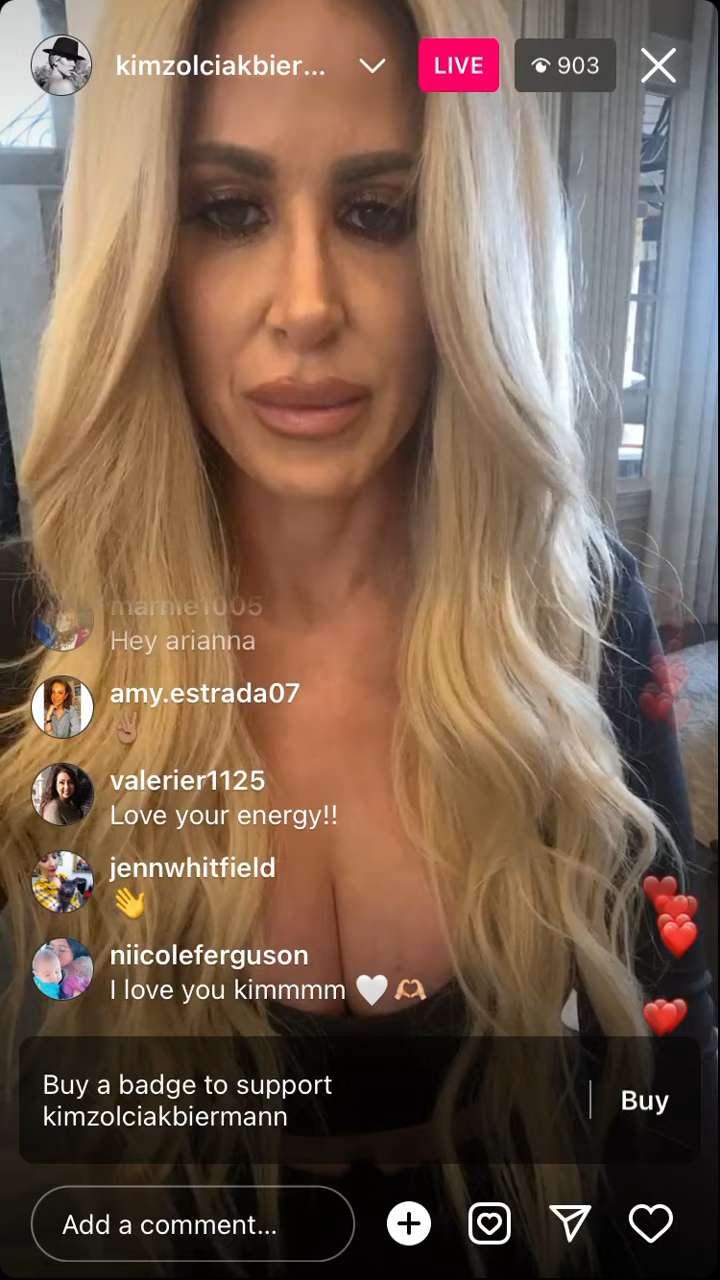 kimzolciakbier...
LIVE
903
marnie1005
Hey arianna
amy.estrada07
✌🏽
valerier1125
Love your energy!!
jennwhitfield
👋
niicoleferguson
I love you kimmmm 🤍🫶🏼
Buy a badge to support
kimzolciakbiermann
Buy
Add a comment...